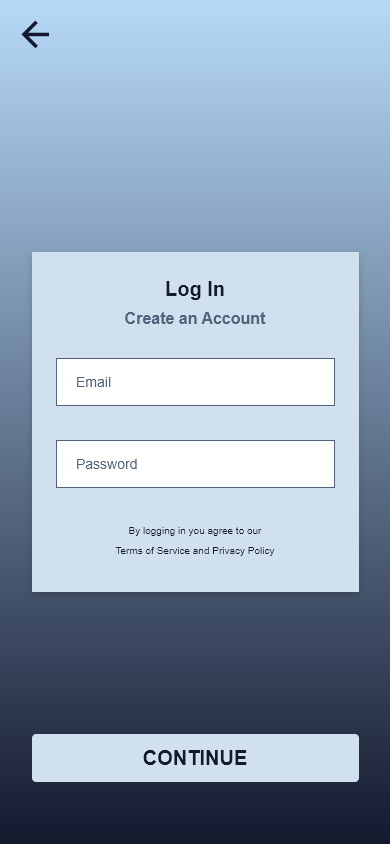 Log In
Create an Account
Email
Password
By logging in you agree to our
Terms of Service and Privacy Policy
CONTINUE